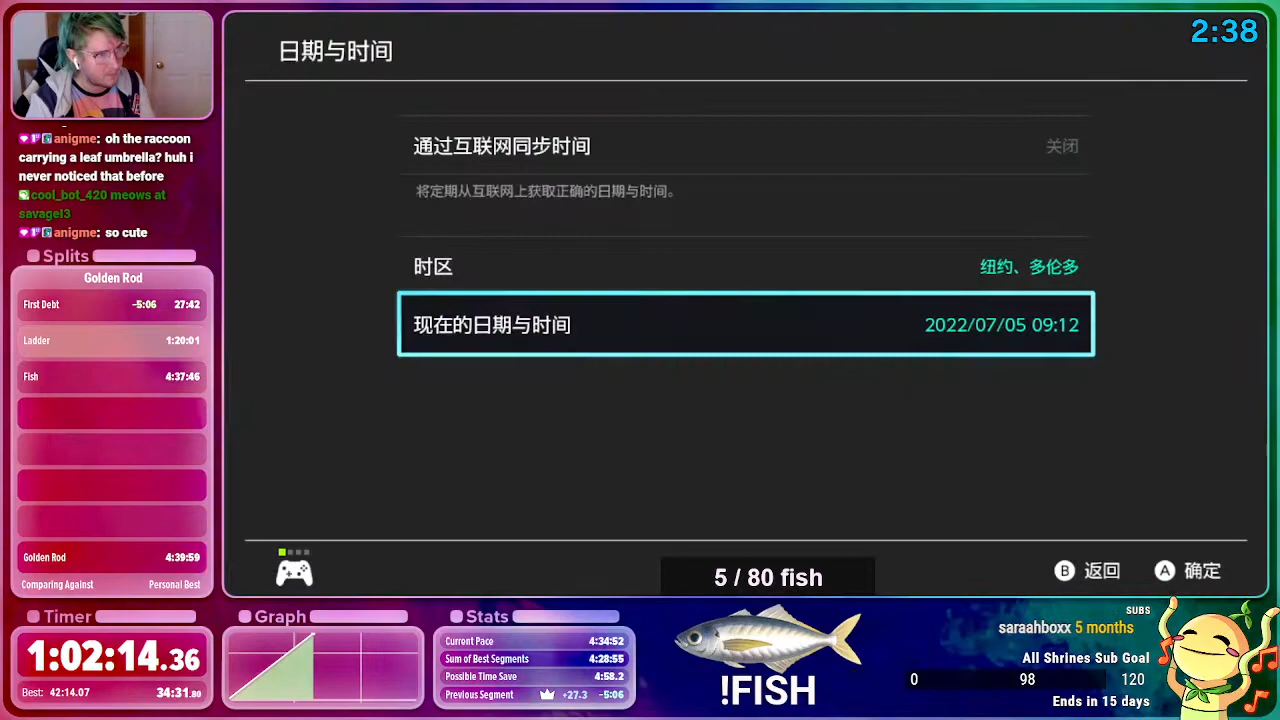 2:38
日期与时间
通过互联网同步时间 关闭
将定期从互联网上获取正确的日期与时间。
时区 纽约、多伦多
现在的日期与时间 2022/07/05 09:12
B 返回 A 确定
5 / 80 fish
anigme: oh the raccoon
carrying a leaf umbrella? huh i
never noticed that before
cool_bot_420 meows at
savagel3
anigme: so cute
Splits
Golden Rod
First Debt -5:06 27:42
Ladder 1:20:01
Fish 4:37:46
Golden Rod 4:39:59
Comparing Against Personal Best
Timer
1:02:14.36
Best: 42:14.07 34:31.80
Graph
Stats
Current Pace 4:34:52
Sum of Best Segments 4:28:55
Possible Time Save 4:58.2
Previous Segment +27.3 -5:06
!FISH
SUBS
saraahboxx 5 months
All Shrines Sub Goal
0 98 120
Ends in 15 days